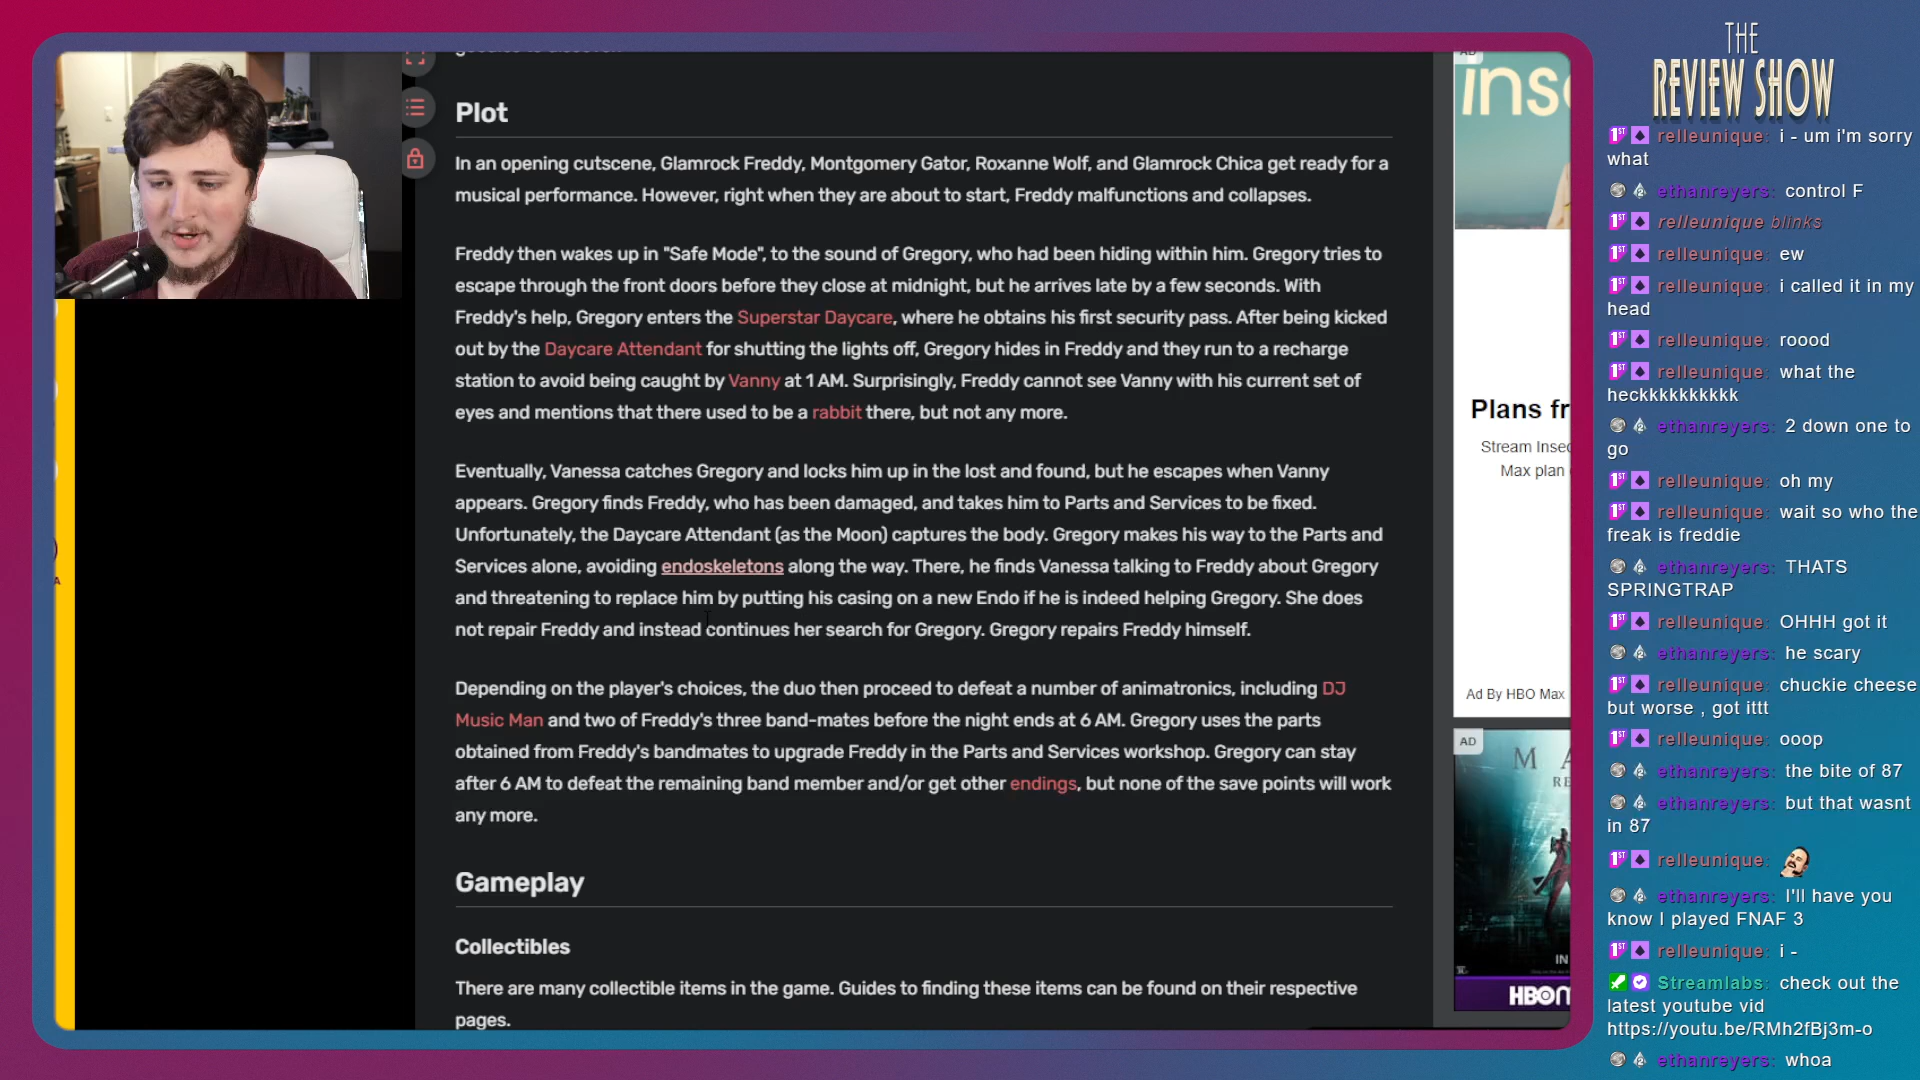 Plot
In an opening cutscene, Glamrock Freddy, Montgomery Gator, Roxanne Wolf, and Glamrock Chica get ready for a
musical performance. However, right when they are about to start, Freddy malfunctions and collapses.
Freddy then wakes up in "Safe Mode", to the sound of Gregory, who had been hiding within him. Gregory tries to
escape through the front doors before they close at midnight, but he arrives late by a few seconds. With
Freddy's help, Gregory enters the Superstar Daycare, where he obtains his first security pass. After being kicked
out by the Daycare Attendant for shutting the lights off, Gregory hides in Freddy and they run to a recharge
station to avoid being caught by Vanny at 1 AM. Surprisingly, Freddy cannot see Vanny with his current set of
eyes and mentions that there used to be a rabbit there, but not any more.
Eventually, Vanessa catches Gregory and locks him up in the lost and found, but he escapes when Vanny
appears. Gregory finds Freddy, who has been damaged, and takes him to Parts and Services to be fixed.
Unfortunately, the Daycare Attendant (as the Moon) captures the body. Gregory makes his way to the Parts and
Services alone, avoiding endoskeletons along the way. There, he finds Vanessa talking to Freddy about Gregory
and threatening to replace him by putting his casing on a new Endo if he is indeed helping Gregory. She does
not repair Freddy and instead continues her search for Gregory. Gregory repairs Freddy himself.
Depending on the player's choices, the duo then proceed to defeat a number of animatronics, including DJ
Music Man and two of Freddy's three band-mates before the night ends at 6 AM. Gregory uses the parts
obtained from Freddy's bandmates to upgrade Freddy in the Parts and Services workshop. Gregory can stay
after 6 AM to defeat the remaining band member and/or get other endings, but none of the save points will work
any more.
Gameplay
Collectibles
There are many collectible items in the game. Guides to finding these items can be found on their respective
pages.
A
AD
inse
Plans fr
Stream Insec
Max plan
Ad By HBO Max
AD
M A
RE
IN
HBOM
THE
REVIEW SHOW
1ST relleunique: i - um i'm sorry
what
ethanreyers: control F
1ST relleunique blinks
1ST relleunique: ew
1ST relleunique: i called it in my
head
1ST relleunique: roood
1ST relleunique: what the
heckkkkkkkkkk
ethanreyers: 2 down one to
go
1ST relleunique: oh my
1ST relleunique: wait so who the
freak is freddie
ethanreyers: THATS
SPRINGTRAP
1ST relleunique: OHHH got it
ethanreyers: he scary
1ST relleunique: chuckie cheese
but worse , got ittt
1ST relleunique: ooop
ethanreyers: the bite of 87
ethanreyers: but that wasnt
in 87
1ST relleunique:
ethanreyers: I'll have you
know I played FNAF 3
1ST relleunique: i -
Streamlabs: check out the
latest youtube vid
https://youtu.be/RMh2fBj3m-o
ethanreyers: whoa